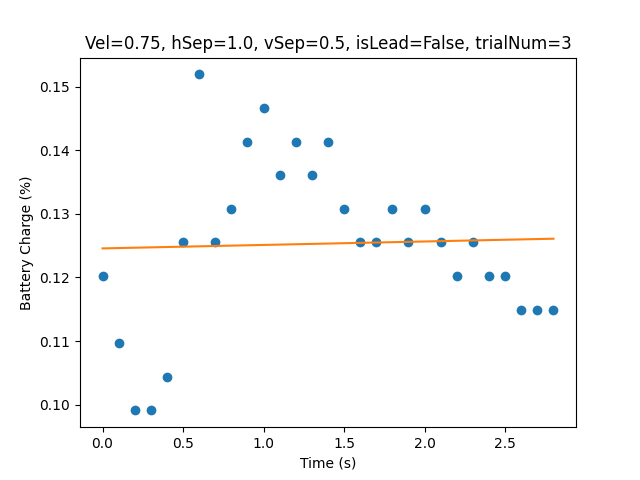 Vel=0.75, hSep=1.0, vSep=0.5, isLead=False, trialNum=3
0.15
0.14
0.13
0.12
0.11
0.10
Battery Charge (%)
0.0 0.5 1.0 1.5 2.0 2.5
Time (s)